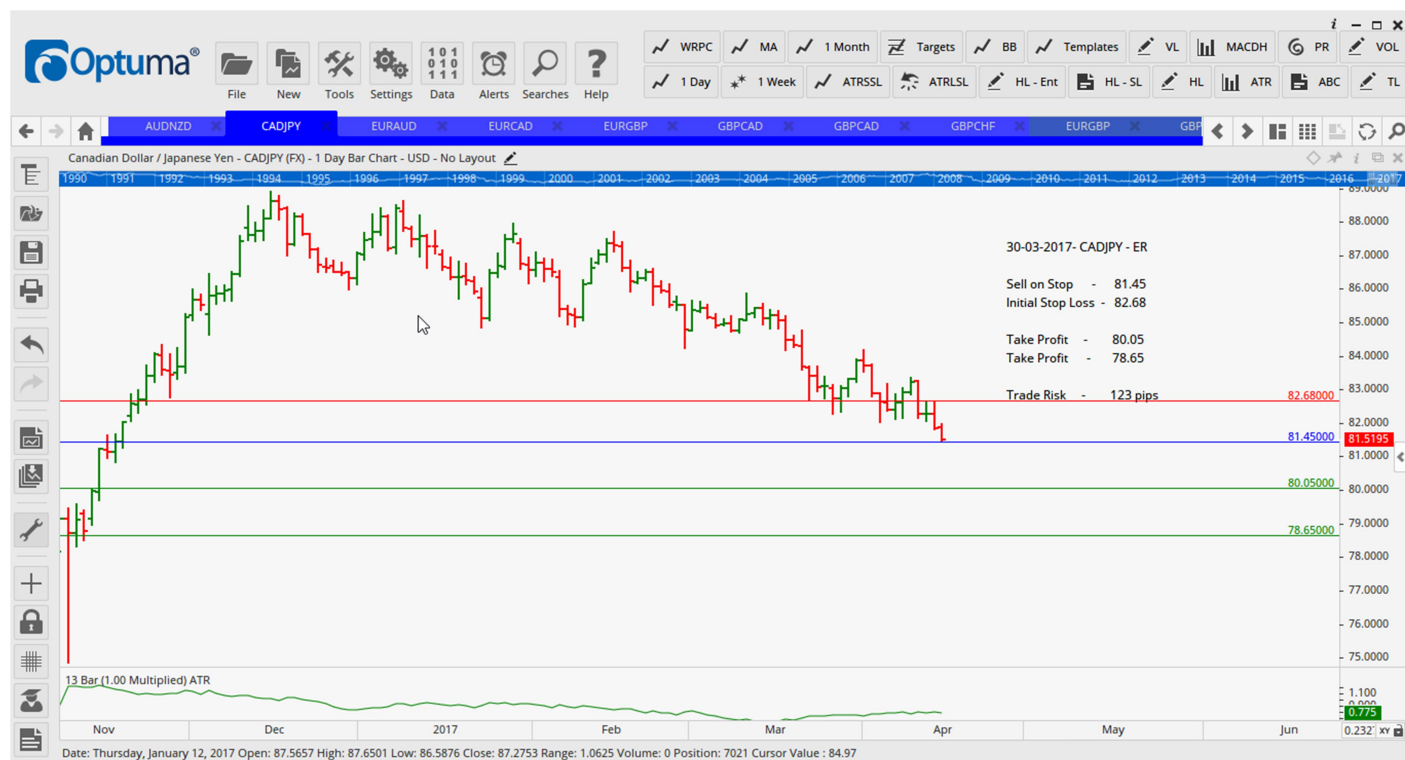 i
Optuma®
File New Tools Settings Data Alerts Searches Help
101 010 111
WRPC MA 1 Month Targets BB Templates VL MACDH PR VOL
1 Day 1 Week ATRSSL ATRLSL HL - Ent HL - SL HL ATR ABC TL
AUDNZD CADJPY EURAUD EURCAD EURGBP GBPCAD GBPCAD GBPCHF EURGBP GBP
Canadian Dollar / Japanese Yen - CADJPY (FX) - 1 Day Bar Chart - USD - No Layout
1990 1991 1992 1993 1994 1995 1996 1997 1998 1999 2000 2001 2002 2003 2004 2005 2006 2007 2008 2009 2010 2011 2012 2013 2014 2015 2016 2017
89.0000
88.0000
30-03-2017- CADJPY - ER
87.0000
Sell on Stop - 81.45
86.0000
Initial Stop Loss - 82.68
85.0000
Take Profit - 80.05
84.0000
Take Profit - 78.65
83.0000
Trade Risk - 123 pips
82.68000
82.0000
81.45000
81.5195
81.0000
80.05000
80.0000
79.0000
78.65000
78.0000
77.0000
76.0000
75.0000
13 Bar (1.00 Multiplied) ATR
1.100
0.775
Nov Dec 2017 Feb Mar Apr May Jun
0.232 XY
Date: Thursday, January 12, 2017 Open: 87.5657 High: 87.6501 Low: 86.5876 Close: 87.2753 Range: 1.0625 Volume: 0 Position: 7021 Cursor Value : 84.97